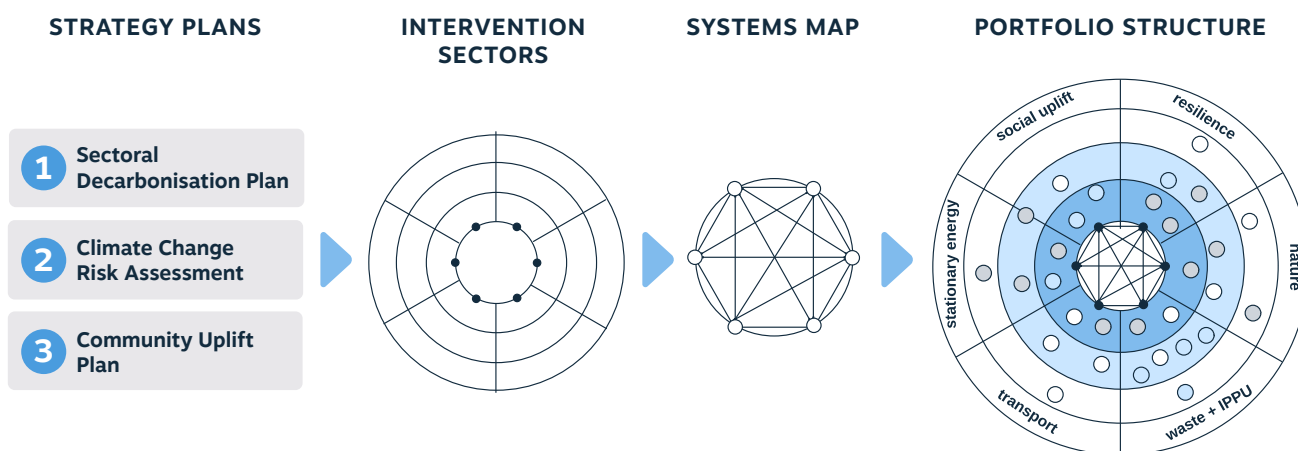 STRATEGY PLANS
INTERVENTION
SECTORS
SYSTEMS MAP
PORTFOLIO STRUCTURE
1
Sectoral
Decarbonisation Plan
2
Climate Change
Risk Assessment
3
Community Uplift
Plan
social uplift
resilience
stationary energy
nature
transport
waste + IPPU